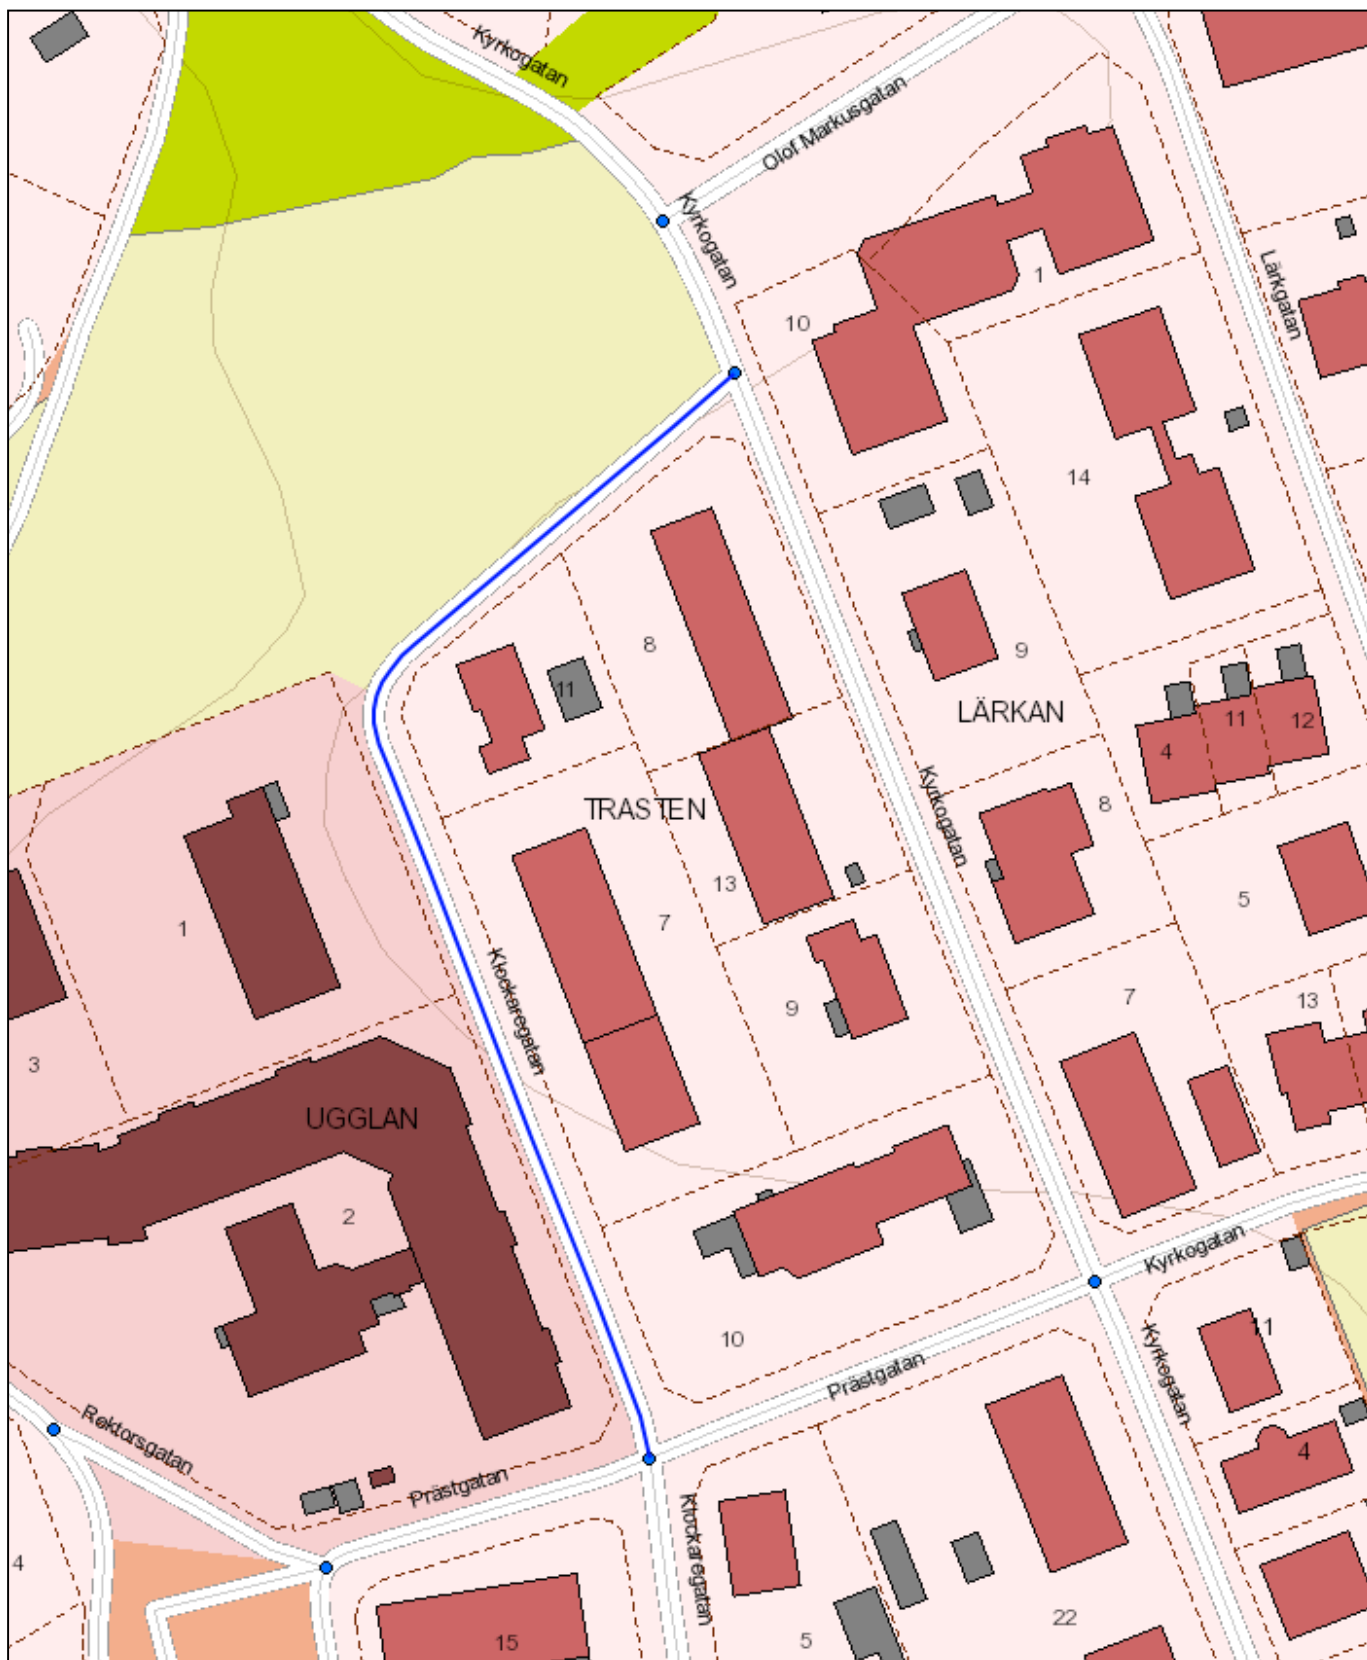 Kyrkogatan
Olof Markusgatan
Kyrkogatan
Lärkgatan
10
1
14
8
9
11
LÄRKAN
11
12
4
TRASTEN
Kyrkogatan
8
13
7
5
1
Klockaregatan
9
7
13
3
UGGLAN
2
Kyrkogatan
10
11
Prästgatan
Kyrkogatan
Rektorsgatan
4
Prästgatan
Klockaregatan
4
22
15
5